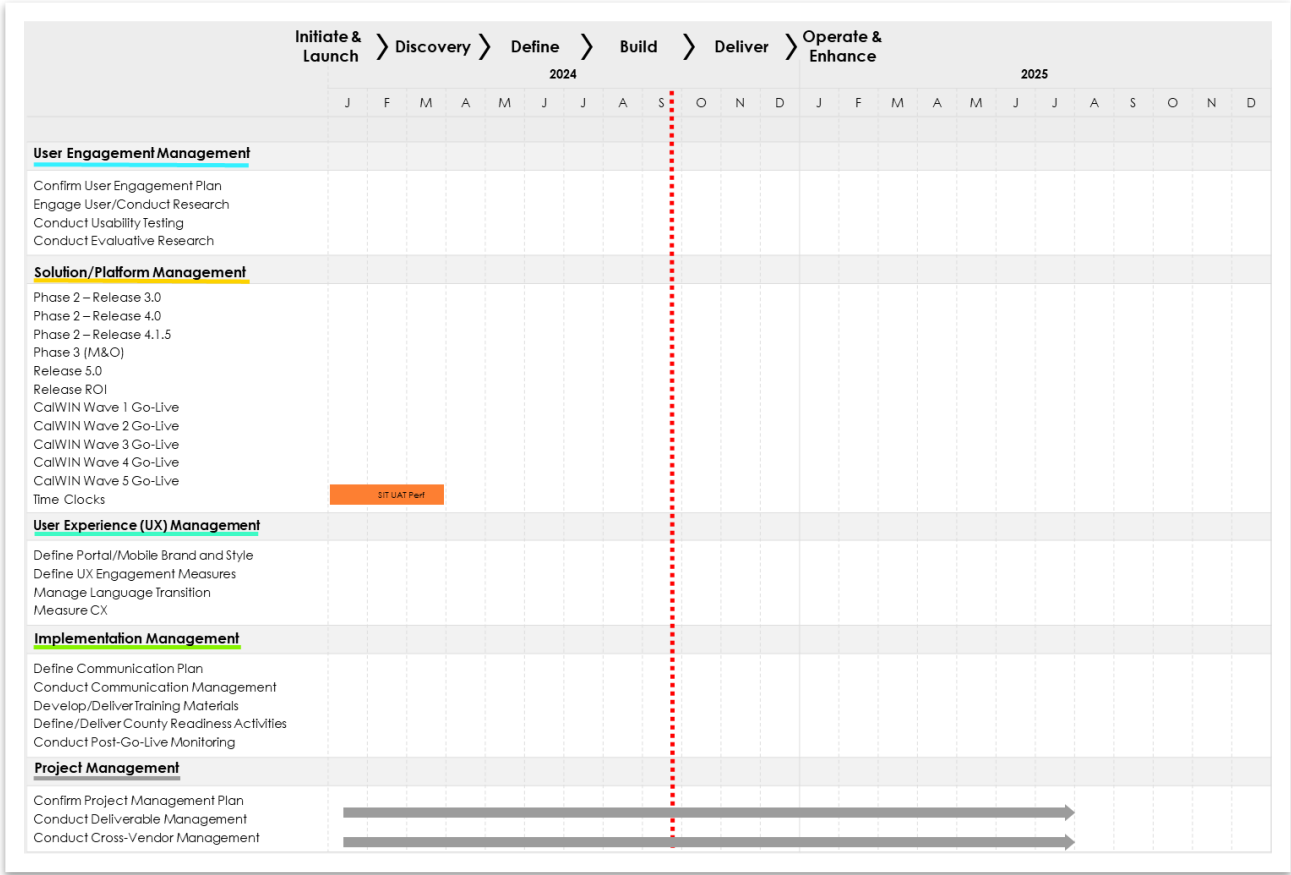 Initiate &
Launch
Discovery
Define
Build
Deliver
Operate &
Enhance
2024
2025
J F M A M J J A S O N D J F M A M J J A S O N D
User Engagement Management
Confirm User Engagement Plan
Engage User/Conduct Research
Conduct Usability Testing
Conduct Evaluative Research
Solution/Platform Management
Phase 2 – Release 3.0
Phase 2 – Release 4.0
Phase 2 – Release 4.1.5
Phase 3 (M&O)
Release 5.0
Release ROI
CalWIN Wave 1 Go-Live
CalWIN Wave 2 Go-Live
CalWIN Wave 3 Go-Live
CalWIN Wave 4 Go-Live
CalWIN Wave 5 Go-Live
Time Clocks
SIT UAT Perf
User Experience (UX) Management
Define Portal/Mobile Brand and Style
Define UX Engagement Measures
Manage Language Transition
Measure CX
Implementation Management
Define Communication Plan
Conduct Communication Management
Develop/Deliver Training Materials
Define/Deliver County Readiness Activities
Conduct Post-Go-Live Monitoring
Project Management
Confirm Project Management Plan
Conduct Deliverable Management
Conduct Cross-Vendor Management